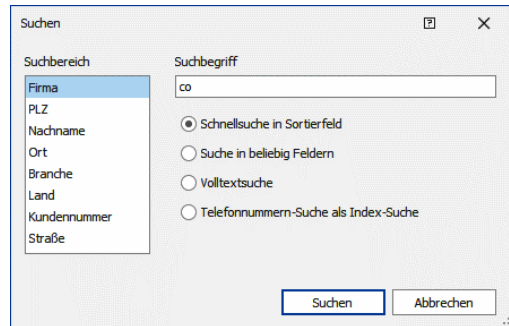 Suchen
Suchbereich
Firma
PLZ
Nachname
Ort
Branche
Land
Kundennummer
Straße
Suchbegriff
co
Schnellsuche in Sortierfeld
Suche in beliebig Feldern
Volltextsuche
Telefonnummern-Suche als Index-Suche
Suchen
Abbrechen